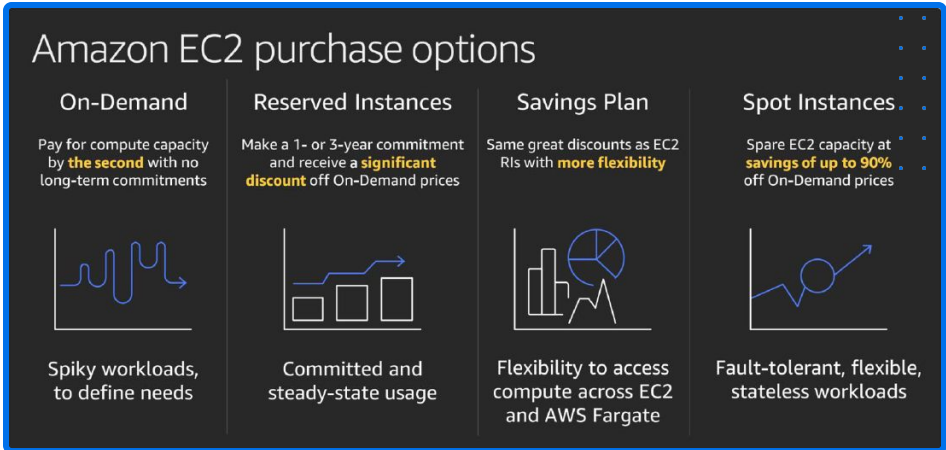 Amazon EC2 purchase options
On-Demand
Pay for compute capacity
by the second with no
long-term commitments
Spiky workloads,
to define needs
Reserved Instances
Make a 1- or 3-year commitment
and receive a significant
discount off On-Demand prices
Committed and
steady-state usage
Savings Plan
Same great discounts as EC2
RIs with more flexibility
Flexibility to access
compute across EC2
and AWS Fargate
Spot Instances
Spare EC2 capacity at
savings of up to 90%
off On-Demand prices
Fault-tolerant, flexible,
stateless workloads